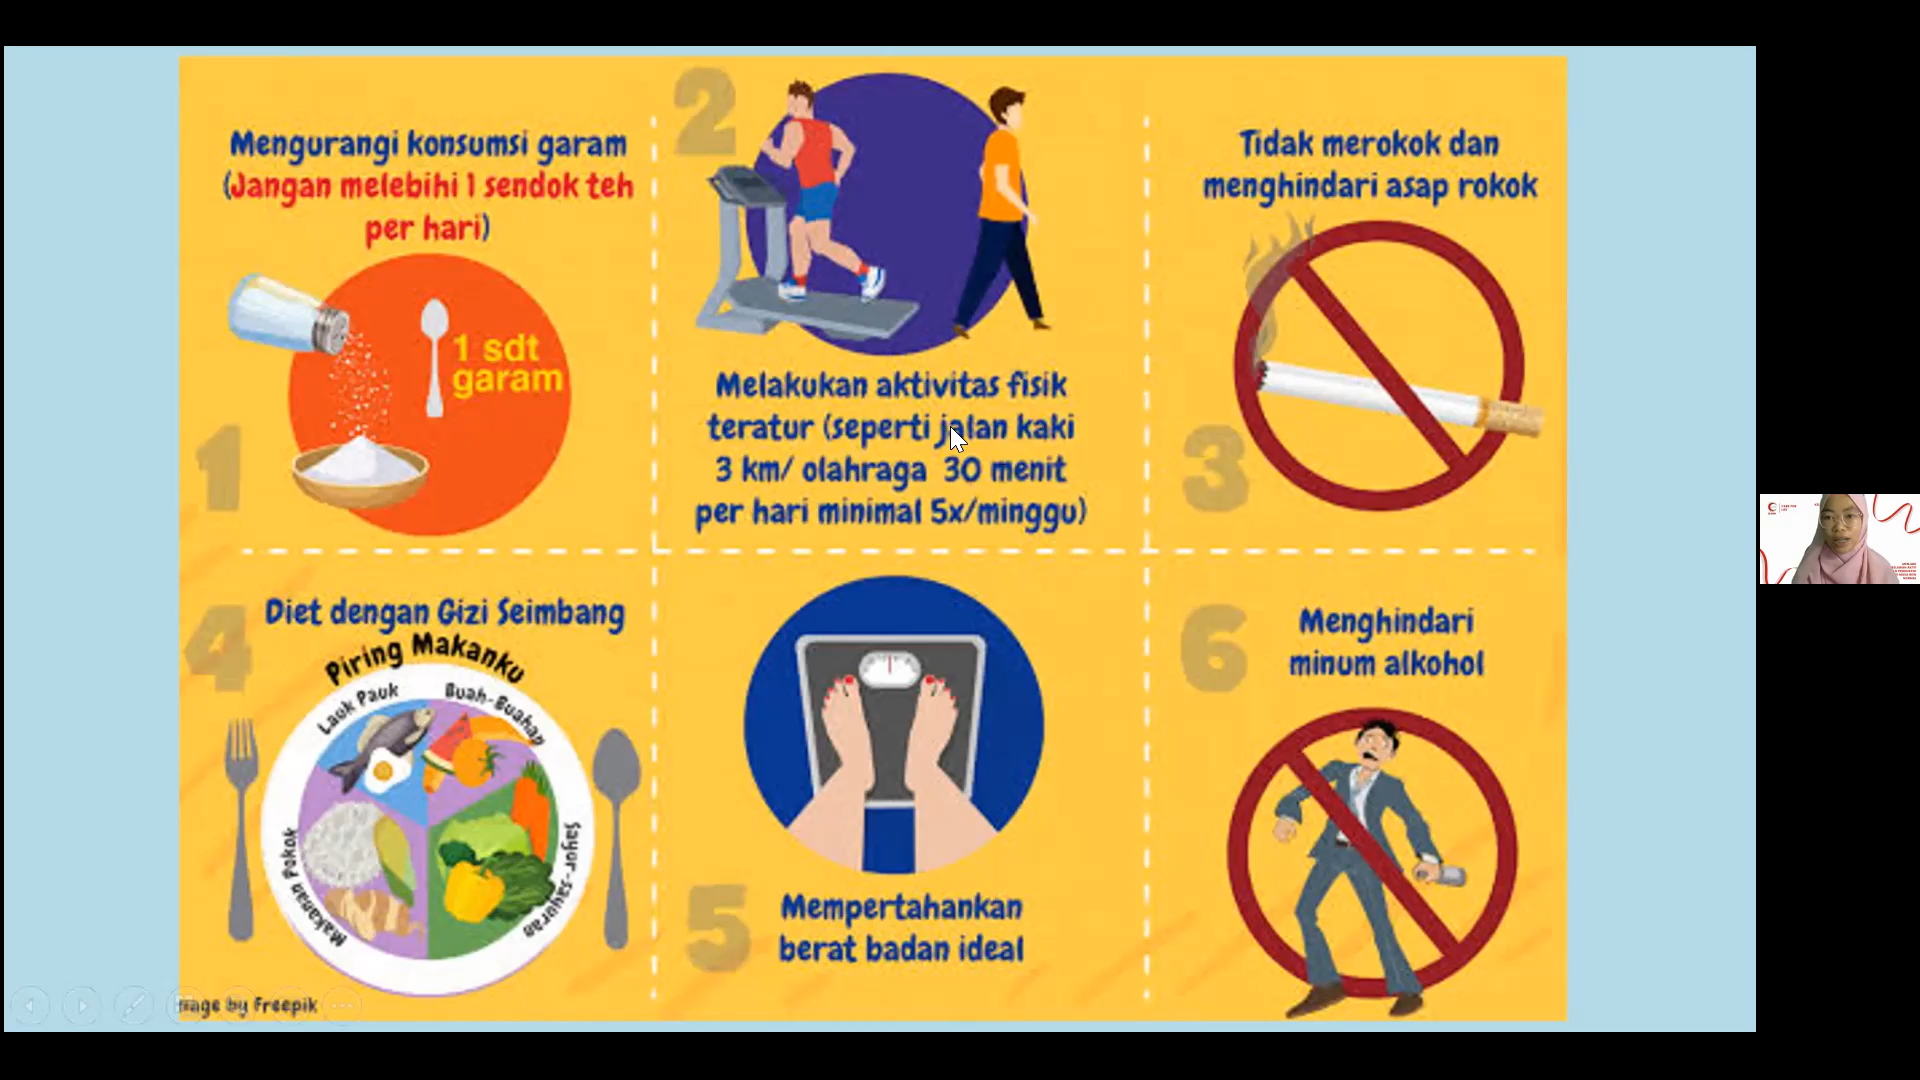 Mengurangi konsumsi garam
(Jangan melebihi 1 sendok teh
per hari)
1 sdt
garam
1
2
Melakukan aktivitas fisik
teratur (seperti jalan kaki
3 km/ olahraga 30 menit
per hari minimal 5x/minggu)
Tidak merokok dan
menghindari asap rokok
3
4
Diet dengan Gizi Seimbang
Piring Makanku
Lauk Pauk
Buah-Buahan
Makanan Pokok
Sayur-sayuran
5
Mempertahankan
berat badan ideal
6
Menghindari
minum alkohol
by Freepik